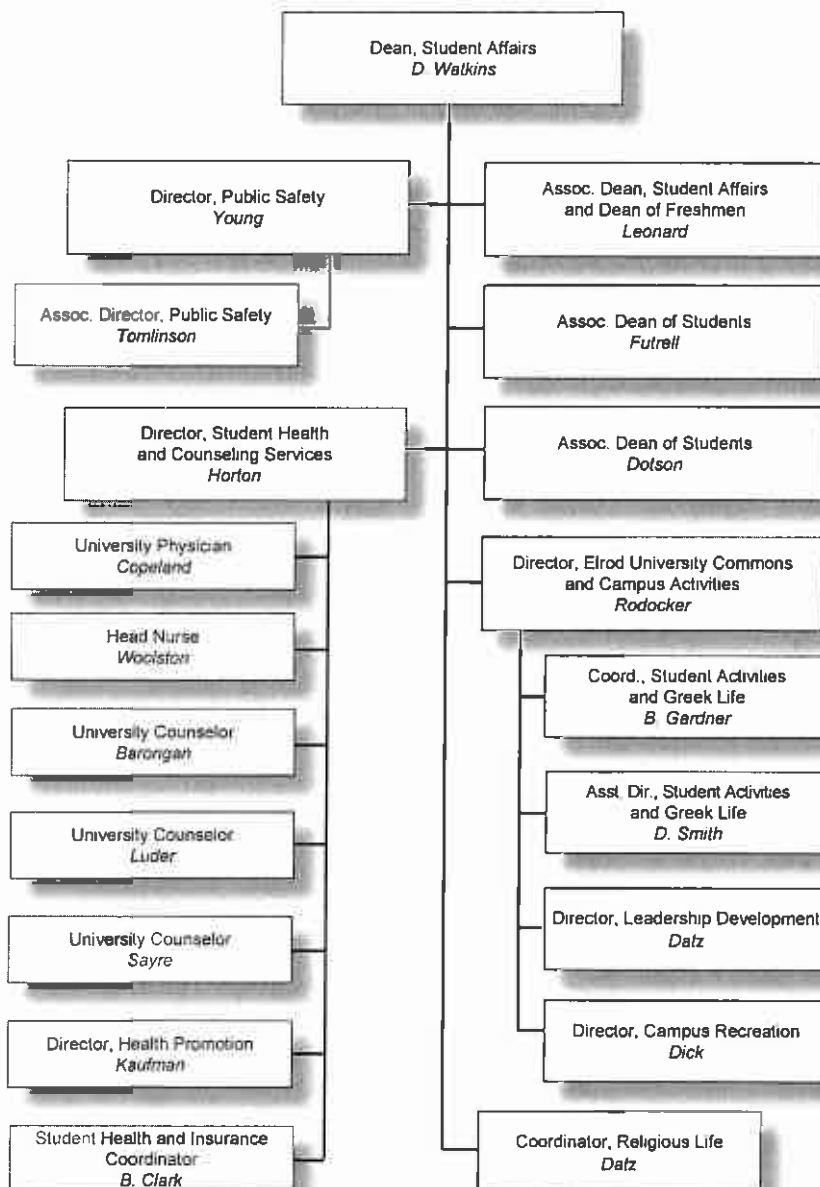 Dean, Student Affairs
D. Watkins
Director, Public Safety
Young
Assoc. Director, Public Safety
Tomlinson
Director, Student Health
and Counseling Services
Horton
University Physician
Copeland
Head Nurse
Woolston
University Counselor
Barongan
University Counselor
Luder
University Counselor
Sayre
Director, Health Promotion
Kaufman
Student Health and Insurance
Coordinator
B. Clark
Assoc. Dean, Student Affairs
and Dean of Freshmen
Leonard
Assoc. Dean of Students
Futrell
Assoc. Dean of Students
Dotson
Director, Elrod University Commons
and Campus Activities
Rodocker
Coord., Student Activities
and Greek Life
B. Gardner
Asst. Dir., Student Activities
and Greek Life
D. Smith
Director, Leadership Development
Datz
Director, Campus Recreation
Dick
Coordinator, Religious Life
Datz